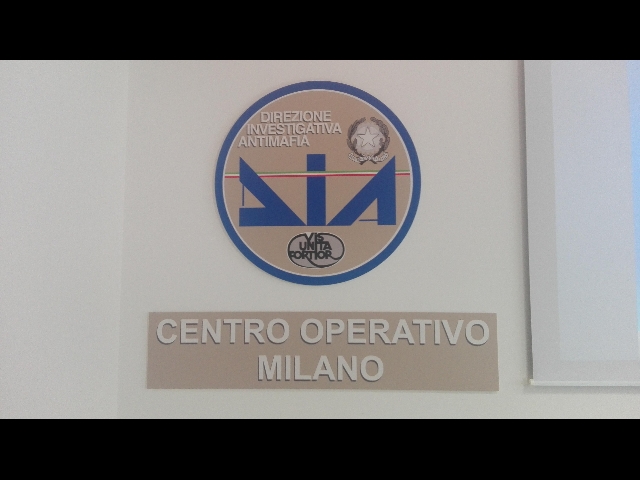 DIREZIONE
INVESTIGATIVA
ANTIMAFIA
DIA
VIS
UNITA
FORTIOR
CENTRO OPERATIVO
MILANO